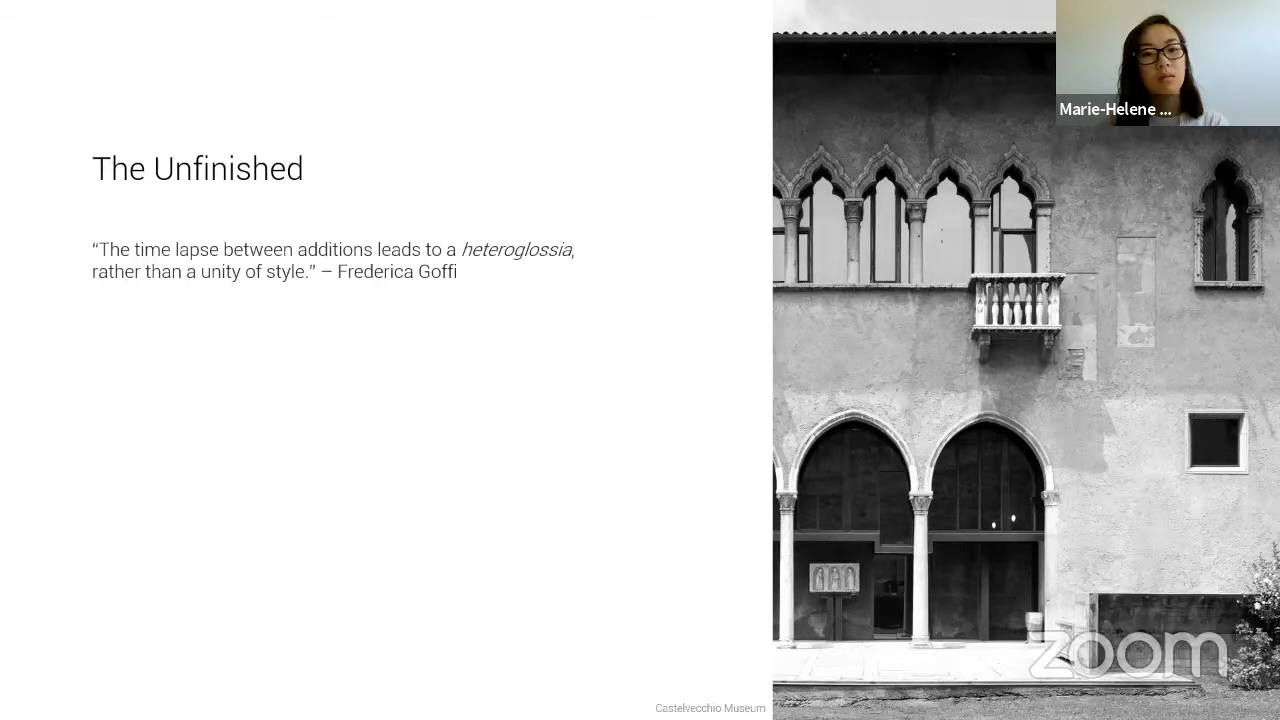 Marie-Helene ...
The Unfinished
“The time lapse between additions leads to a heteroglossia,
rather than a unity of style.” – Frederica Goffi
zoom
Castelvecchio Museum